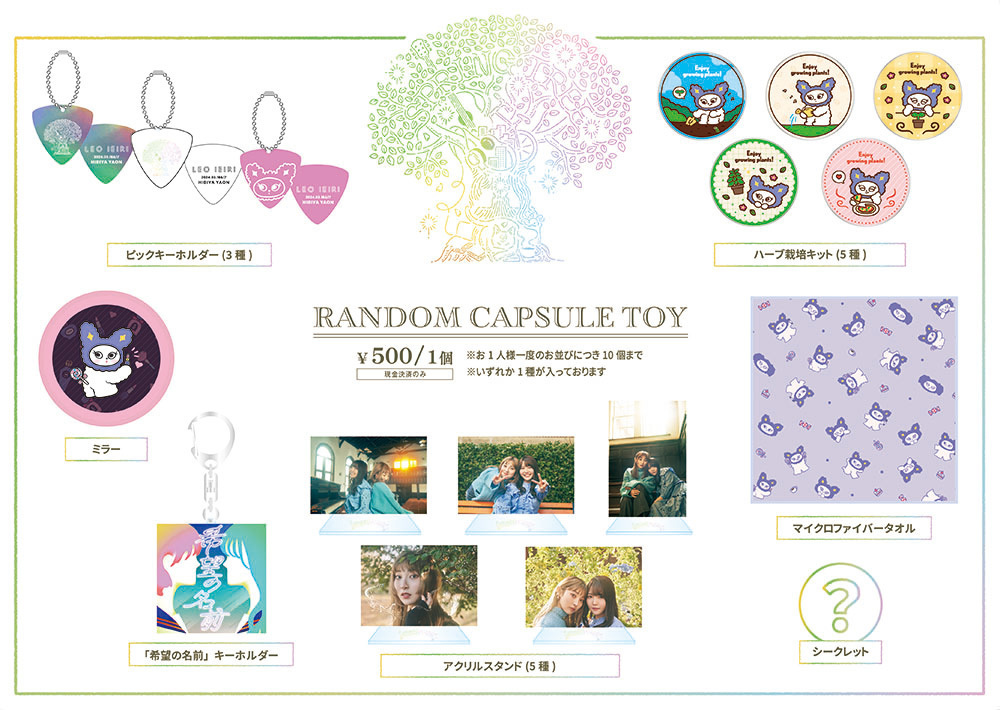 LEO IEIRI
2024.05.18&17
HIBIYA YAON
LEO IEIRI
HIBIYA YAON
LEO IEIRI
HIBIYA YAON
ピックキーホルダー (3 種)
Enjoy
growing plants!
Enjoy
growing plants!
Enjoy
growing plants!
Enjoy
growing plants!
Enjoy
growing plants!
ハーブ栽培キット (5 種)
RANDOM CAPSULE TOY
¥500/1個
現金決済のみ
※お 1 人様一度のお並びにつき 10 個まで
※いずれか 1 種が入っております
ミラー
希望の名前
「希望の名前」キーホルダー
アクリルスタンド (5 種)
マイクロファイバータオル
?
シークレット